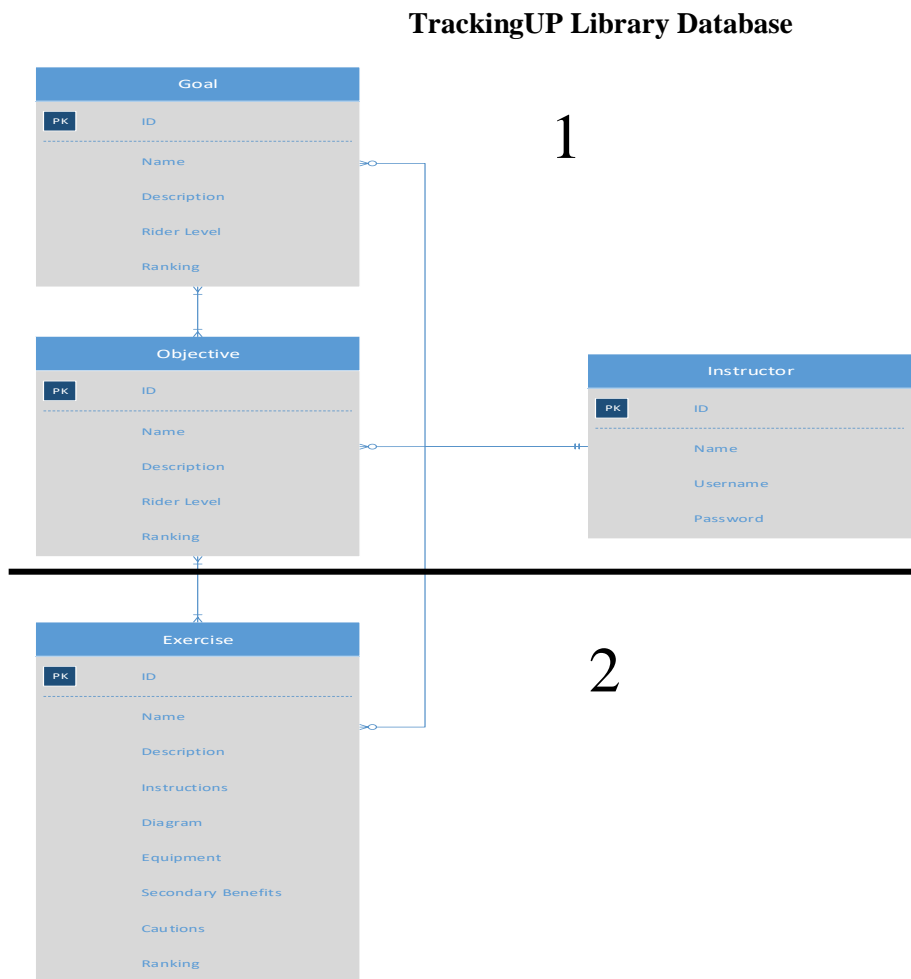 TrackingUP Library Database
Goal
PK ID
Name
Description
Rider Level
Ranking
1
Objective
PK ID
Name
Description
Rider Level
Ranking
Instructor
PK ID
Name
Username
Password
Exercise
PK ID
Name
Description
Instructions
Diagram
Equipment
Secondary Benefits
Cautions
Ranking
2